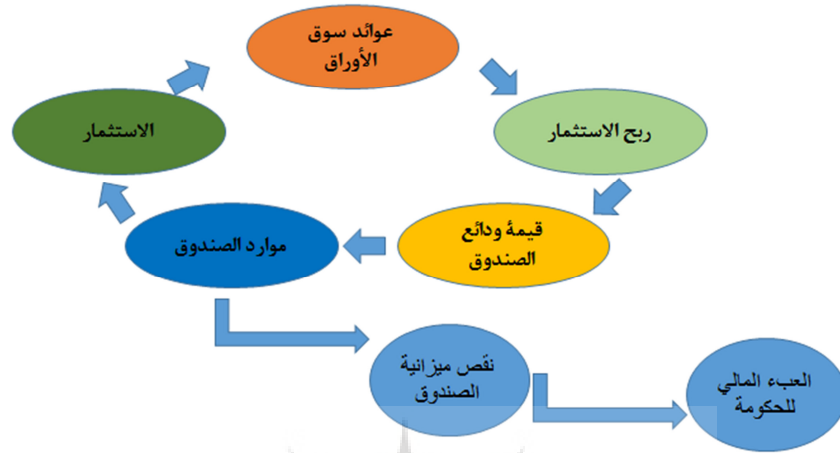 عوائد سوق
الأوراق
ربح الاستثمار
الاستثمار
قيمة ودائع
الصندوق
موارد الصندوق
نقص ميزانية
الصندوق
العبء المالي
للحكومة